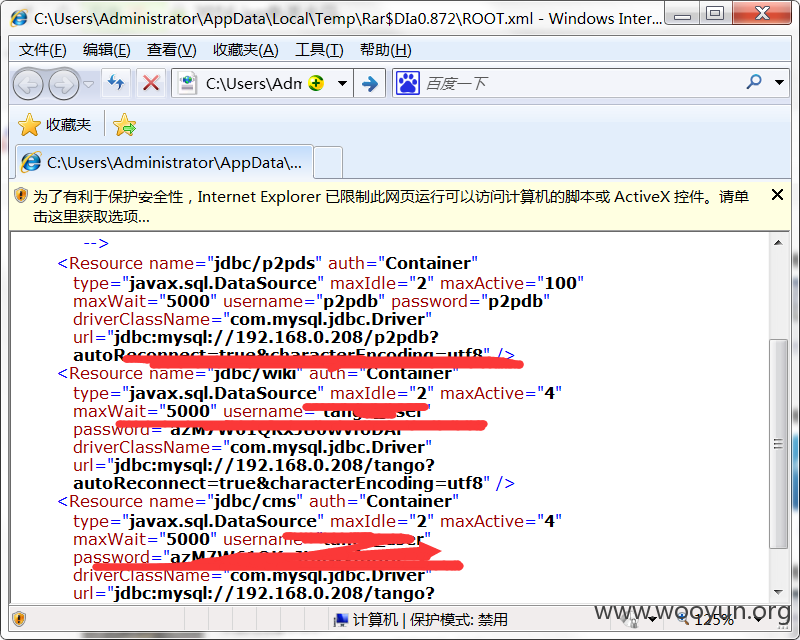 C:\Users\Administrator\AppData\Local\Temp\Rar$DIa0.872\ROOT.xml - Windows Inter...
文件(F) 编辑(E) 查看(V) 收藏夹(A) 工具(T) 帮助(H)
C:\Users\Adm 百度一下
收藏夹
C:\Users\Administrator\AppData\...
为了有利于保护安全性，Internet Explorer 已限制此网页运行可以访问计算机的脚本或 ActiveX 控件。请单
击这里获取选项...
-->
<Resource name="jdbc/p2pds" auth="Container"
type="javax.sql.DataSource" maxIdle="2" maxActive="100"
maxWait="5000" username="p2pdb" password="p2pdb"
driverClassName="com.mysql.jdbc.Driver"
url="jdbc:mysql://192.168.0.208/p2pdb?
autoReconnect=true&characterEncoding=utf8" />
<Resource name="jdbc/wiki" auth="Container"
type="javax.sql.DataSource" maxIdle="2" maxActive="4"
maxWait="5000" username=
password=
driverClassName="com.mysql.jdbc.Driver"
url="jdbc:mysql://192.168.0.208/tango?
autoReconnect=true&characterEncoding=utf8" />
<Resource name="jdbc/cms" auth="Container"
type="javax.sql.DataSource" maxIdle="2" maxActive="4"
maxWait="5000" username
password=
driverClassName="com.mysql.jdbc.Driver"
url="jdbc:mysql://192.168.0.208/tango?
计算机 | 保护模式: 禁用 125%
www.wooyun.org